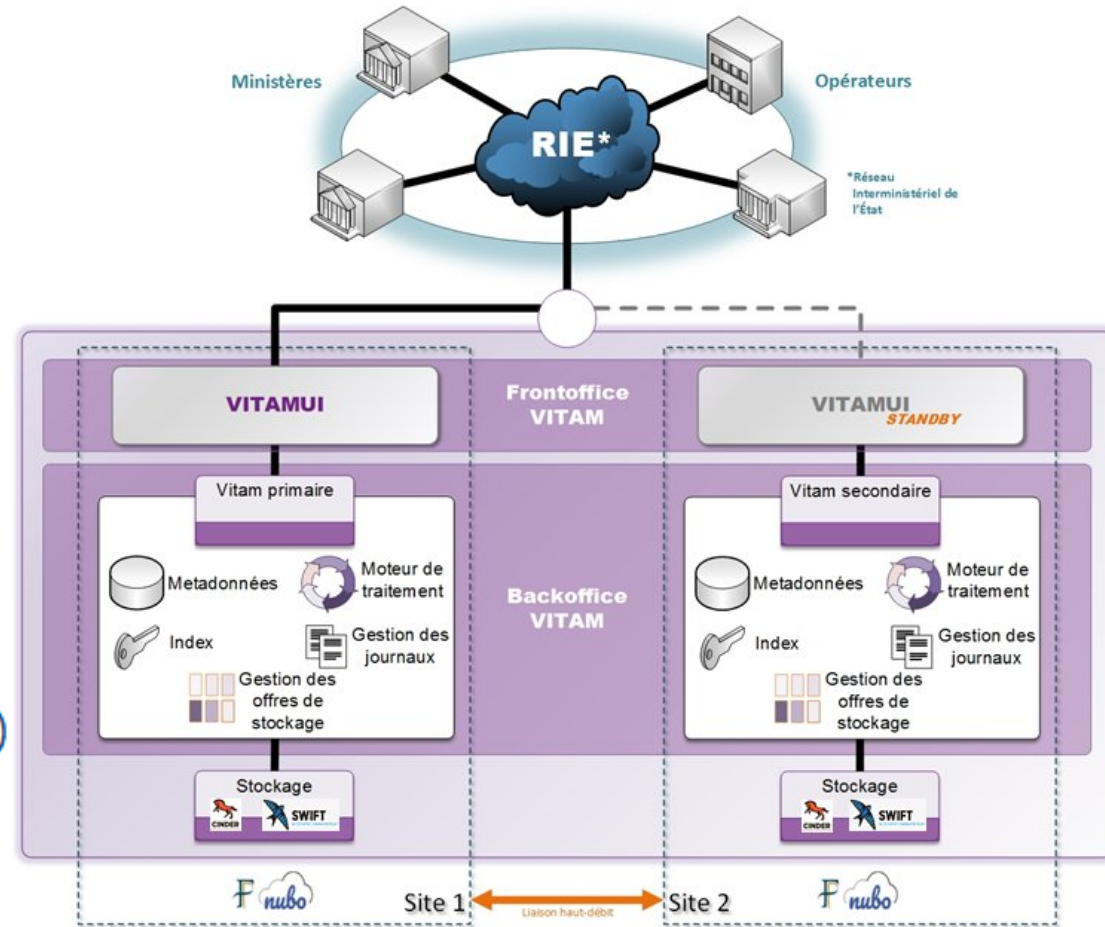 Ministères
Opérateurs
RIE*
*Réseau
Interministériel de
l'État
VITAMUI
Frontoffice
VITAM
VITAMUI
STANDBY
Vitam primaire
Vitam secondaire
Metadonnées
Moteur de
traitement
Index
Gestion des
journaux
Gestion des
offres de
stockage
Backoffice
VITAM
Metadonnées
Moteur de
traitement
Index
Gestion des
journaux
Gestion des
offres de
stockage
Stockage
CINDER
SWIFT
Stockage
CINDER
SWIFT
nubo
Site 1
Liaison haut-débit
Site 2
nubo